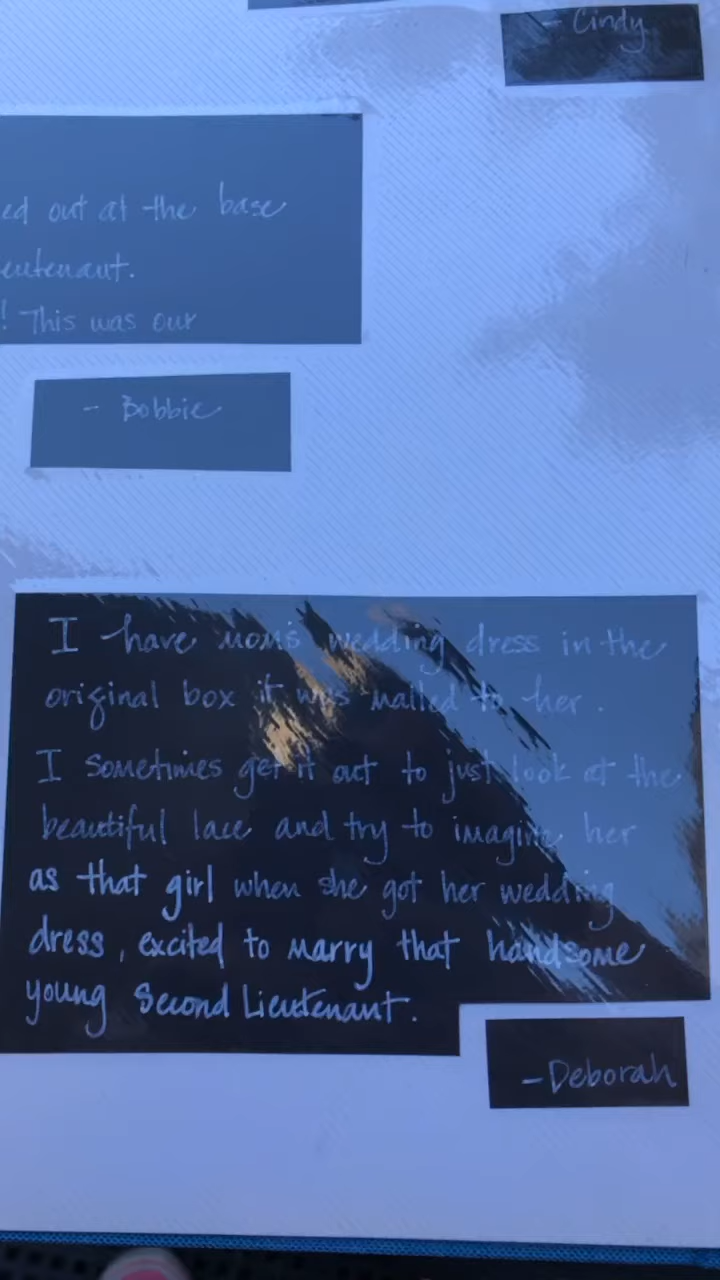 - Cindy
ed out at the base
eutenant.
! This was our
- Bobbie
I have mom's wedding dress in the
original box it was mailed to her.
I sometimes get it out to just look at the
beautiful lace and try to imagine her
as that girl when she got her wedding
dress, excited to marry that handsome
young Second Lieutenant.
- Deborah